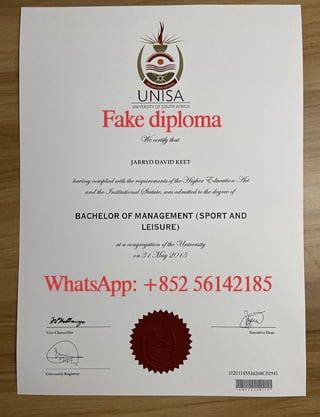 UNISA
UNIVERSITY OF SOUTH AFRICA
Fake diploma
We certify that
JARRYD DAVID KEET
having complied with the requirements of the Higher Education Act
and the Institutional Statute, was admitted to the degree of
BACHELOR OF MANAGEMENT (SPORT AND
LEISURE)
at a congregation of the University
on 31 May 2015
WhatsApp: +852 56142185
Vice Chancellor
Executive Dean
University Registrar